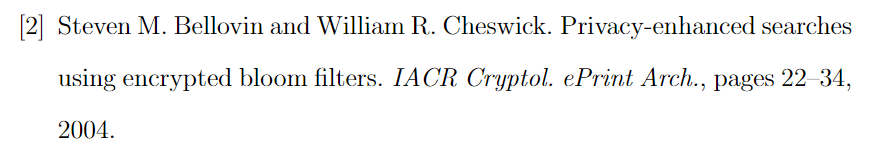 [2] Steven M. Bellovin and William R. Cheswick. Privacy-enhanced searches
using encrypted bloom filters. IACR Cryptol. ePrint Arch., pages 22–34,
2004.